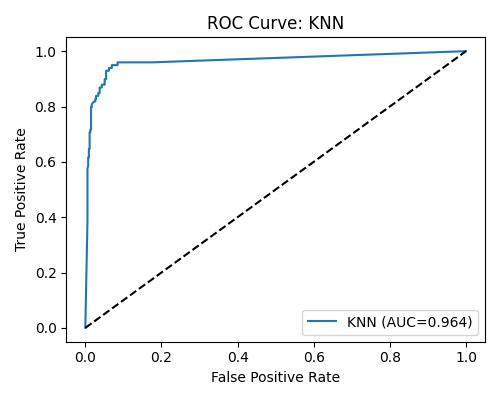 ROC Curve: KNN
True Positive Rate
1.0
0.8
0.6
0.4
0.2
0.0
0.0 0.2 0.4 0.6 0.8 1.0
False Positive Rate
KNN (AUC=0.964)